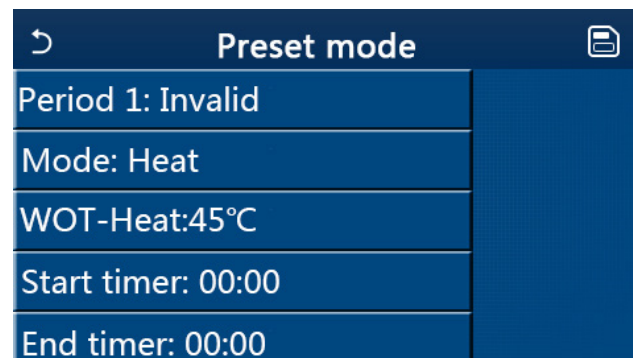 Preset mode
Period 1: Invalid
Mode: Heat
WOT-Heat:45℃
Start timer: 00:00
End timer: 00:00